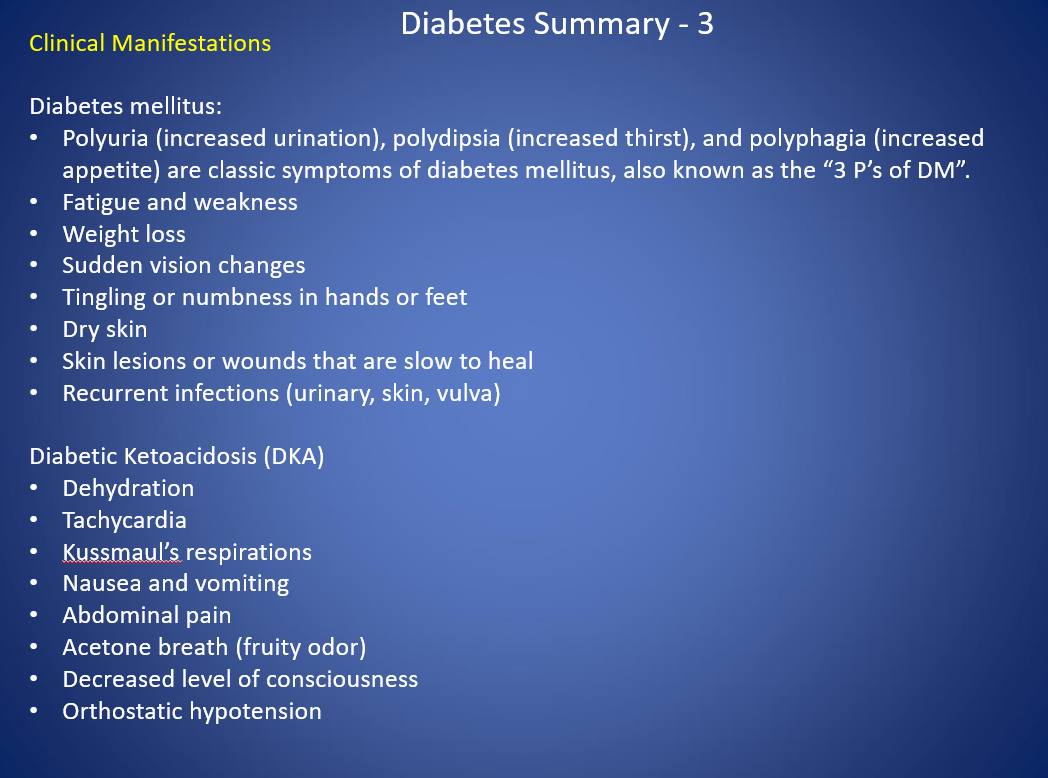 Diabetes Summary - 3
Clinical Manifestations
Diabetes mellitus:
• Polyuria (increased urination), polydipsia (increased thirst), and polyphagia (increased
appetite) are classic symptoms of diabetes mellitus, also known as the “3 P’s of DM”.
• Fatigue and weakness
• Weight loss
• Sudden vision changes
• Tingling or numbness in hands or feet
• Dry skin
• Skin lesions or wounds that are slow to heal
• Recurrent infections (urinary, skin, vulva)
Diabetic Ketoacidosis (DKA)
• Dehydration
• Tachycardia
• Kussmaul’s respirations
• Nausea and vomiting
• Abdominal pain
• Acetone breath (fruity odor)
• Decreased level of consciousness
• Orthostatic hypotension